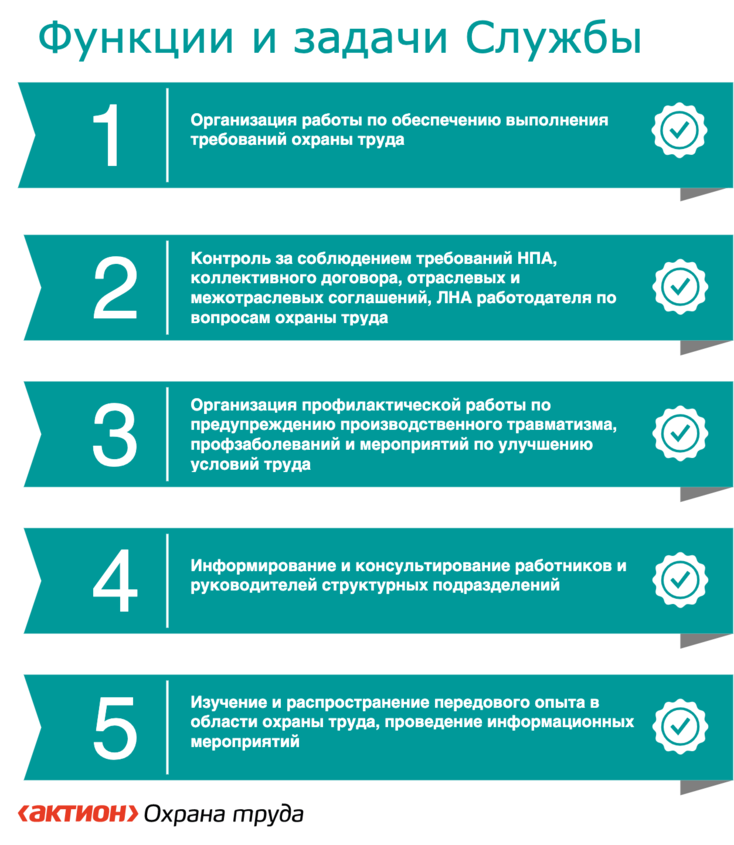 Функции и задачи Службы
1
Организация работы по обеспечению выполнения
требований охраны труда
2
Контроль за соблюдением требований НПА,
коллективного договора, отраслевых и
межотраслевых соглашений, ЛНА работодателя по
вопросам охраны труда
3
Организация профилактической работы по
предупреждению производственного травматизма,
профзаболеваний и мероприятий по улучшению
условий труда
4
Информирование и консультирование работников и
руководителей структурных подразделений
5
Изучение и распространение передового опыта в
области охраны труда, проведение информационных
мероприятий
‹актион› Охрана труда